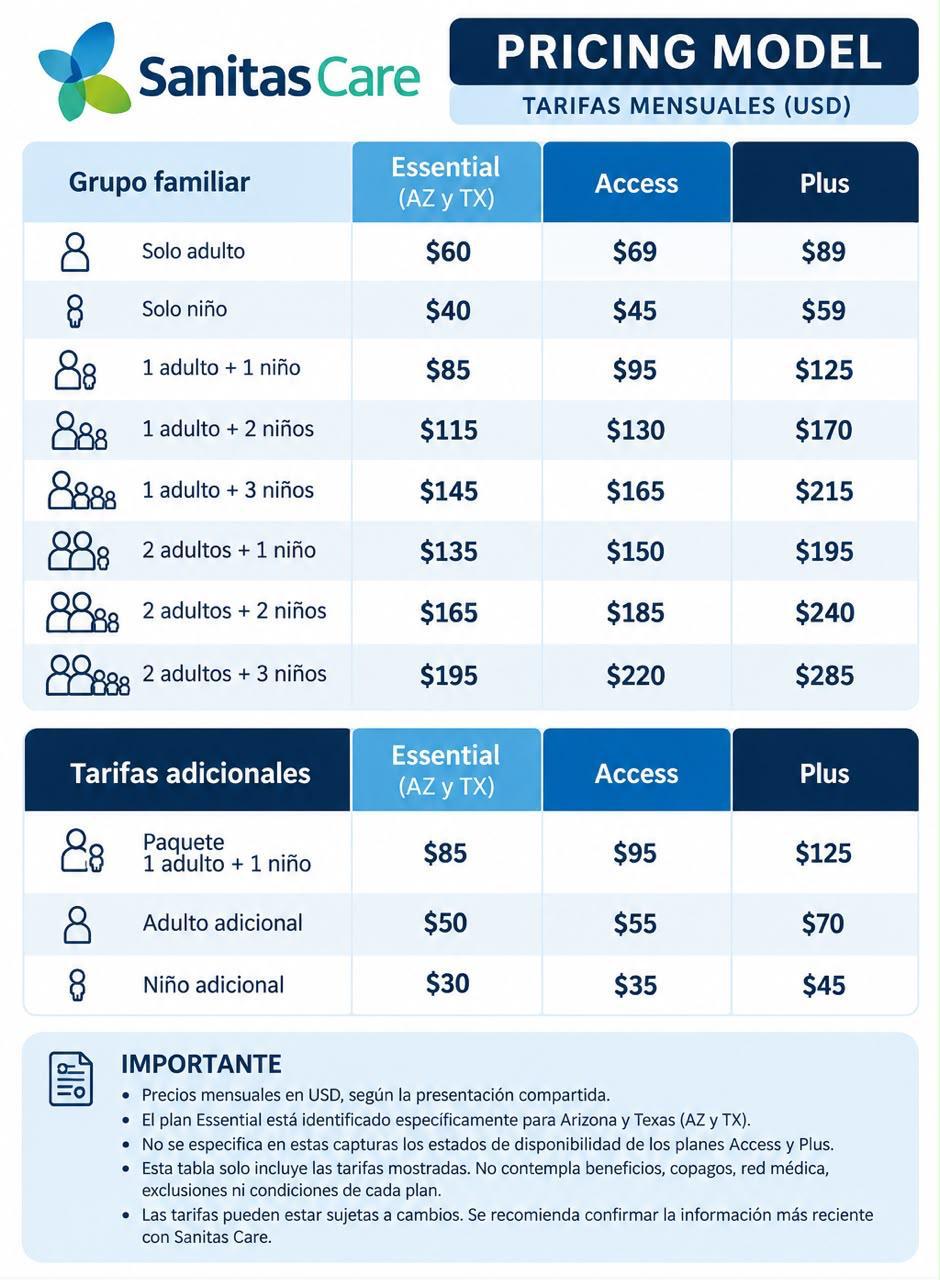 SanitasCare
PRICING MODEL
TARIFAS MENSUALES (USD)
Grupo familiar Essential (AZ y TX) Access Plus
Solo adulto $60 $69 $89
Solo niño $40 $45 $59
1 adulto + 1 niño $85 $95 $125
1 adulto + 2 niños $115 $130 $170
1 adulto + 3 niños $145 $165 $215
2 adultos + 1 niño $135 $150 $195
2 adultos + 2 niños $165 $185 $240
2 adultos + 3 niños $195 $220 $285
Tarifas adicionales Essential (AZ y TX) Access Plus
Paquete
1 adulto + 1 niño $85 $95 $125
Adulto adicional $50 $55 $70
Niño adicional $30 $35 $45
IMPORTANTE
• Precios mensuales en USD, según la presentación compartida.
• El plan Essential está identificado específicamente para Arizona y Texas (AZ y TX).
• No se especifica en estas capturas los estados de disponibilidad de los planes Access y Plus.
• Esta tabla solo incluye las tarifas mostradas. No contempla beneficios, copagos, red médica,
exclusiones ni condiciones de cada plan.
• Las tarifas pueden estar sujetas a cambios. Se recomienda confirmar la información más reciente
con Sanitas Care.